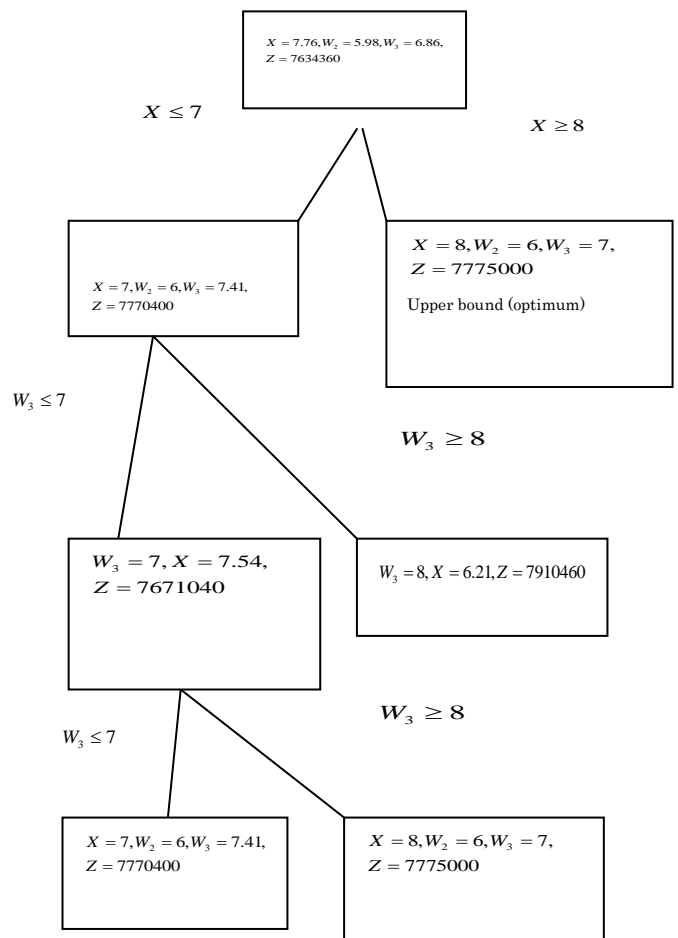 X = 7.76, W₂ = 5.98, W₃ = 6.86,
Z = 7634360
X ≤ 7
X ≥ 8
X = 7, W₂ = 6, W₃ = 7.41,
Z = 7770400
X = 8, W₂ = 6, W₃ = 7,
Z = 7775000
Upper bound (optimum)
W₃ ≤ 7
W₃ ≥ 8
W₃ = 7, X = 7.54,
Z = 7671040
W₃ = 8, X = 6.21, Z = 7910460
W₃ ≤ 7
W₃ ≥ 8
X = 7, W₂ = 6, W₃ = 7.41,
Z = 7770400
X = 8, W₂ = 6, W₃ = 7,
Z = 7775000